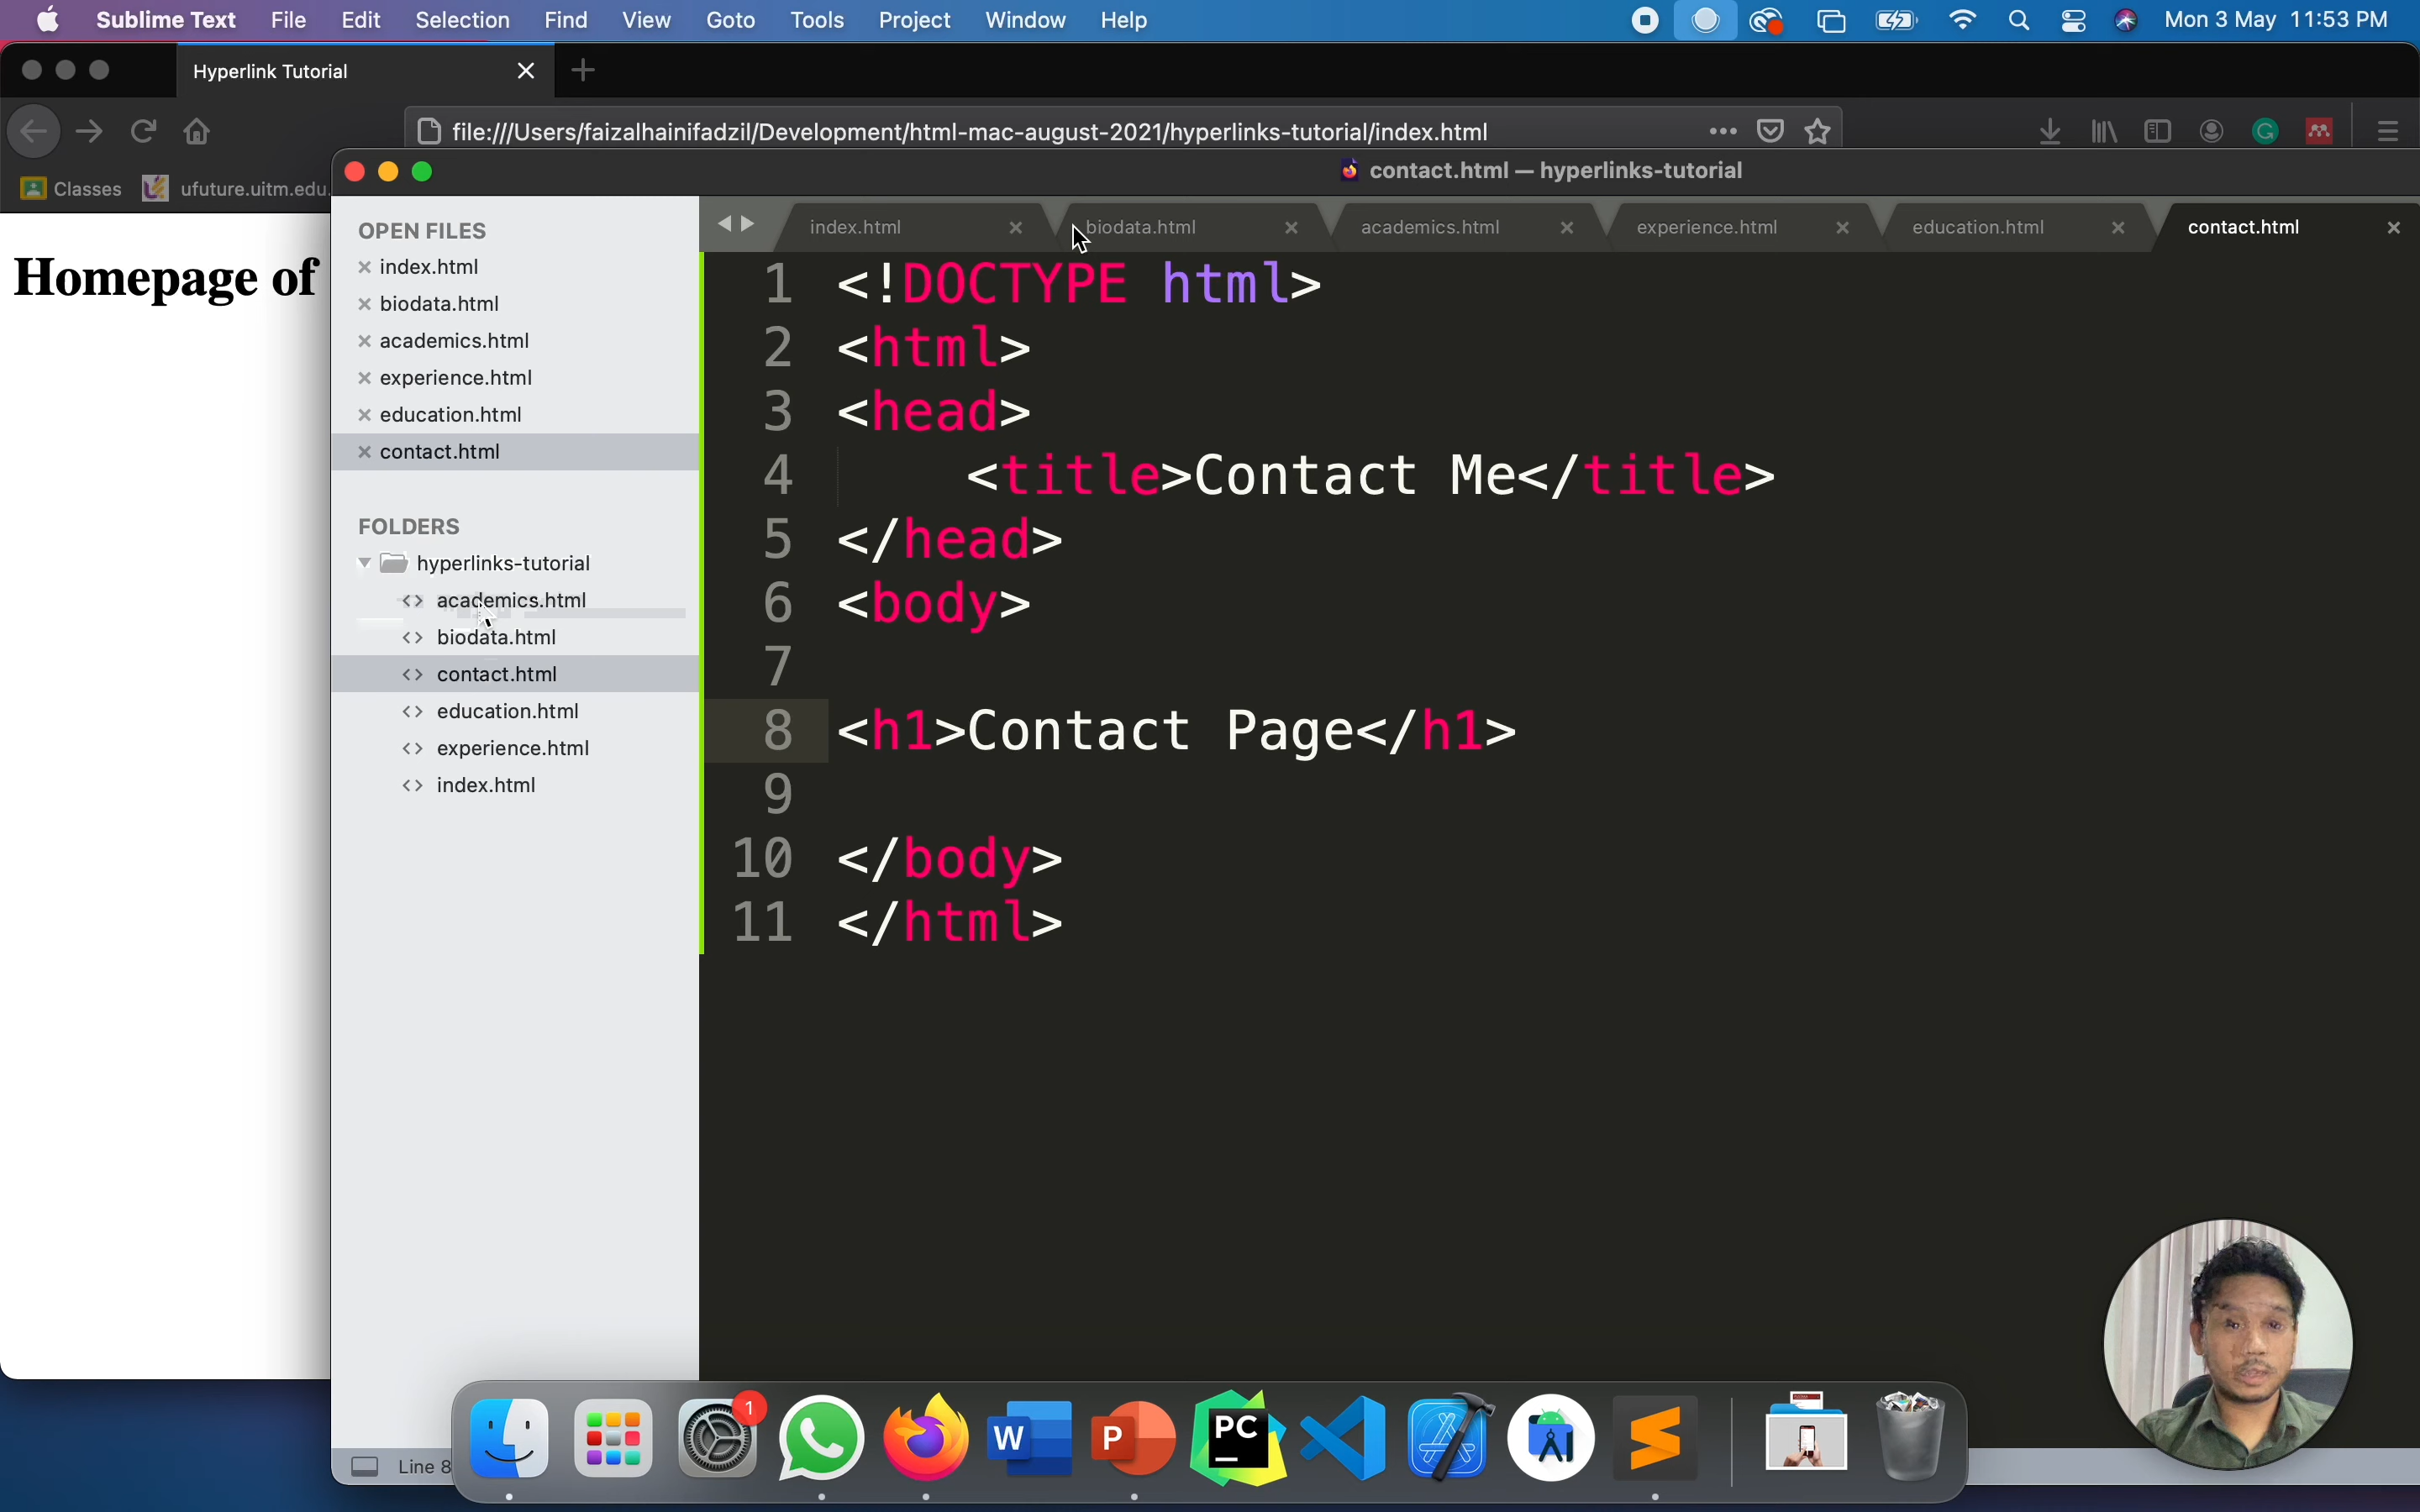 Sublime Text File Edit Selection Find View Goto Tools Project Window Help Mon 3 May 11:53 PM
Hyperlink Tutorial
file:///Users/faizalhainifadzil/Development/html-mac-august-2021/hyperlinks-tutorial/index.html
Classes ufuture.uitm.edu.
contact.html — hyperlinks-tutorial
Homepage of
OPEN FILES
index.html
biodata.html
academics.html
experience.html
education.html
contact.html
FOLDERS
hyperlinks-tutorial
academics.html
biodata.html
contact.html
education.html
experience.html
index.html
index.html biodata.html academics.html experience.html education.html contact.html
1 <!DOCTYPE html>
2 <html>
3 <head>
4 <title>Contact Me</title>
5 </head>
6 <body>
7
8 <h1>Contact Page</h1>
9
10 </body>
11 </html>
Line 8
1
W P PC